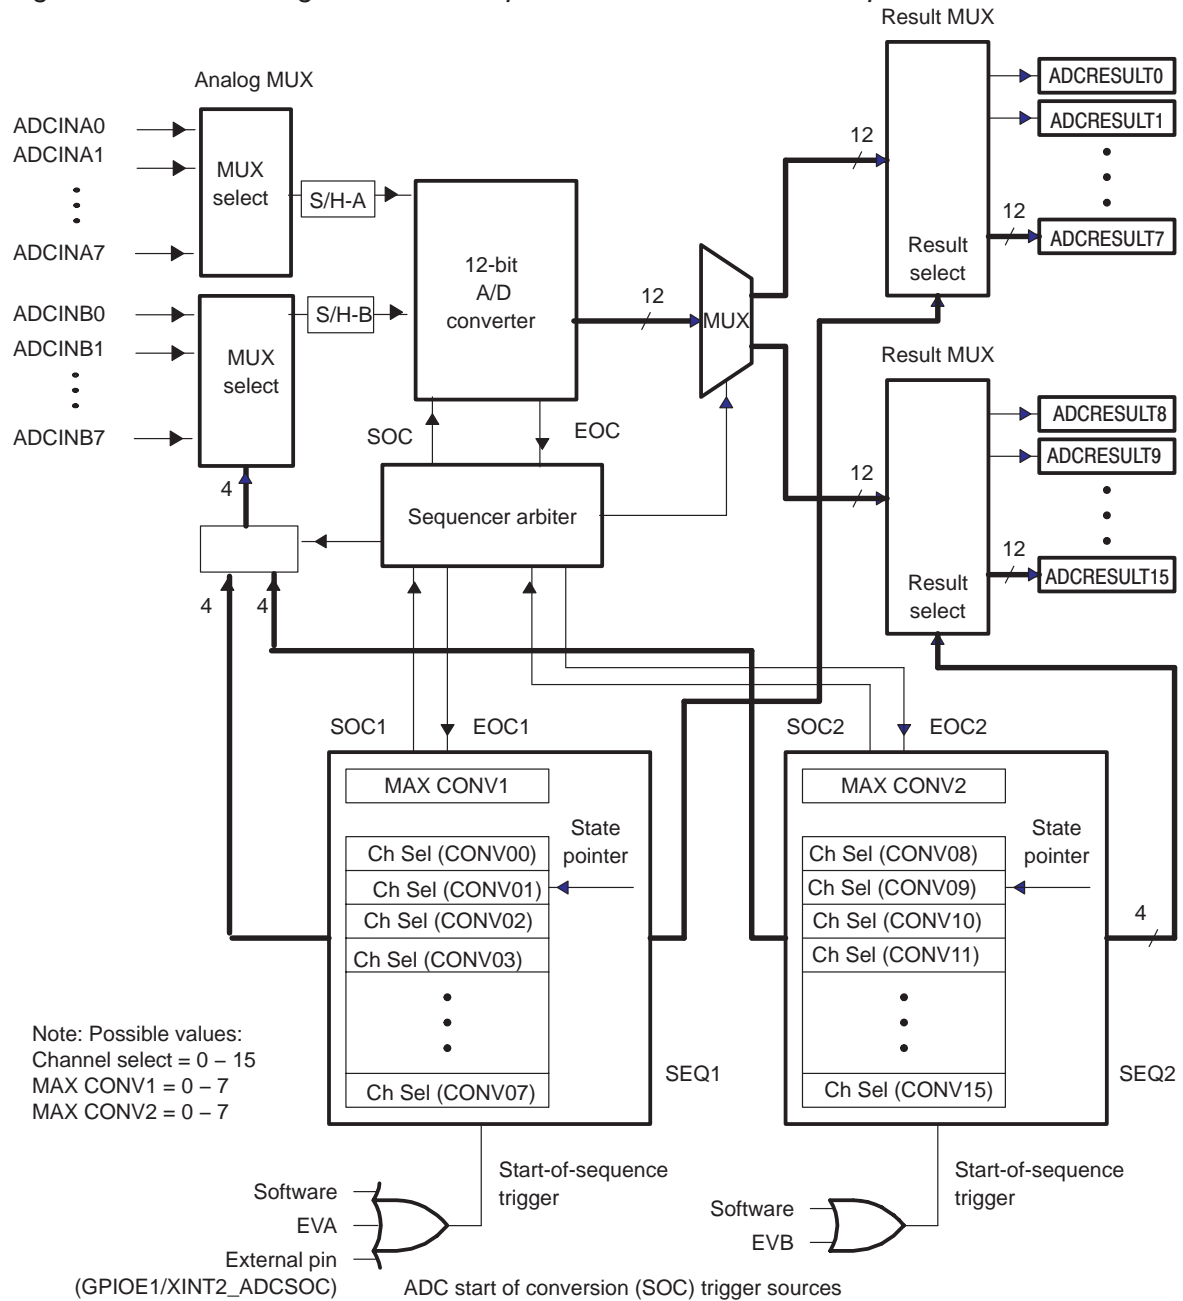 Result MUX
Analog MUX
ADCINA0
ADCINA1
ADCINA7
MUX
select
S/H-A
ADCINB0
ADCINB1
ADCINB7
MUX
select
S/H-B
12-bit
A/D
converter
12
MUX
12
Result
select
ADCRESULT0
ADCRESULT1
12
ADCRESULT7
Result MUX
12
Result
select
ADCRESULT8
ADCRESULT9
12
ADCRESULT15
SOC
EOC
4
Sequencer arbiter
4
4
SOC1
EOC1
SOC2
EOC2
MAX CONV1
State
pointer
Ch Sel (CONV00)
Ch Sel (CONV01)
Ch Sel (CONV02)
Ch Sel (CONV03)
Ch Sel (CONV07)
SEQ1
MAX CONV2
State
pointer
Ch Sel (CONV08)
Ch Sel (CONV09)
Ch Sel (CONV10)
Ch Sel (CONV11)
Ch Sel (CONV15)
4
SEQ2
Note: Possible values:
Channel select = 0 – 15
MAX CONV1 = 0 – 7
MAX CONV2 = 0 – 7
Start-of-sequence
trigger
Software
EVA
External pin
(GPIOE1/XINT2_ADCSOC)
Start-of-sequence
trigger
Software
EVB
ADC start of conversion (SOC) trigger sources